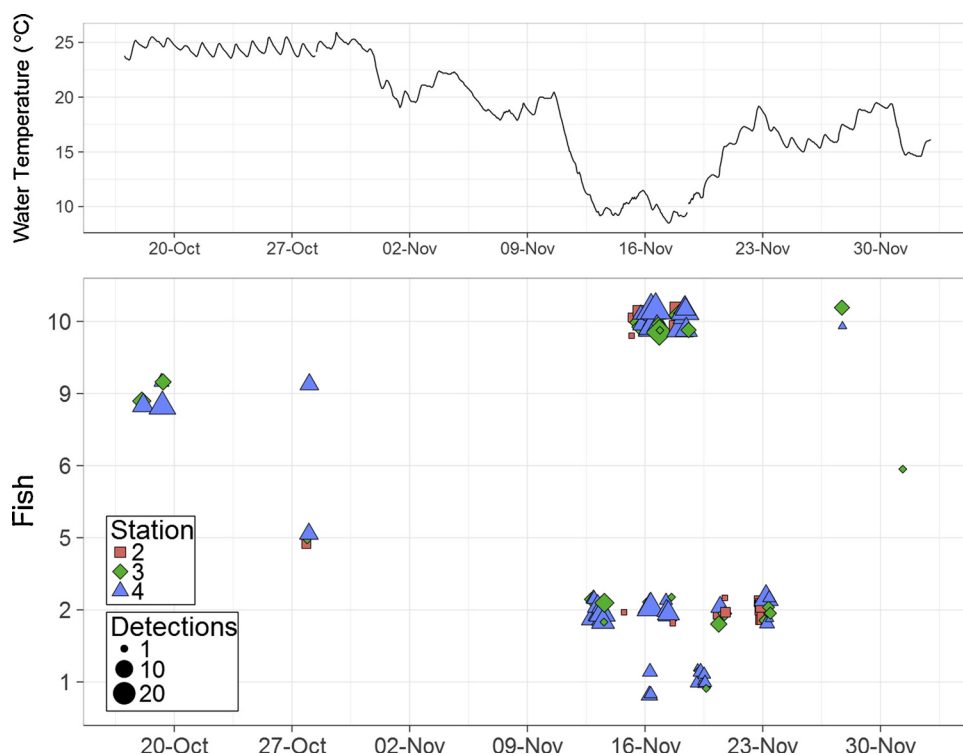 Water Temperature (°C)
25
20
15
10
20-Oct 27-Oct 02-Nov 09-Nov 16-Nov 23-Nov 30-Nov
Fish
10
9
6
5
2
1
Station
2
3
4
Detections
1
10
20
20-Oct 27-Oct 02-Nov 09-Nov 16-Nov 23-Nov 30-Nov